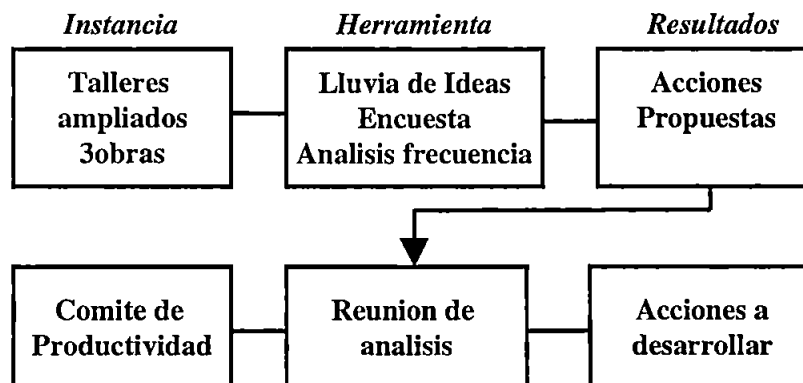 Instancia Herramienta Resultados
Talleres
ampliados
3obras
Lluvia de Ideas
Encuesta
Analisis frecuencia
Acciones
Propuestas
Comite de
Productividad
Reunion de
analisis
Acciones a
desarrollar